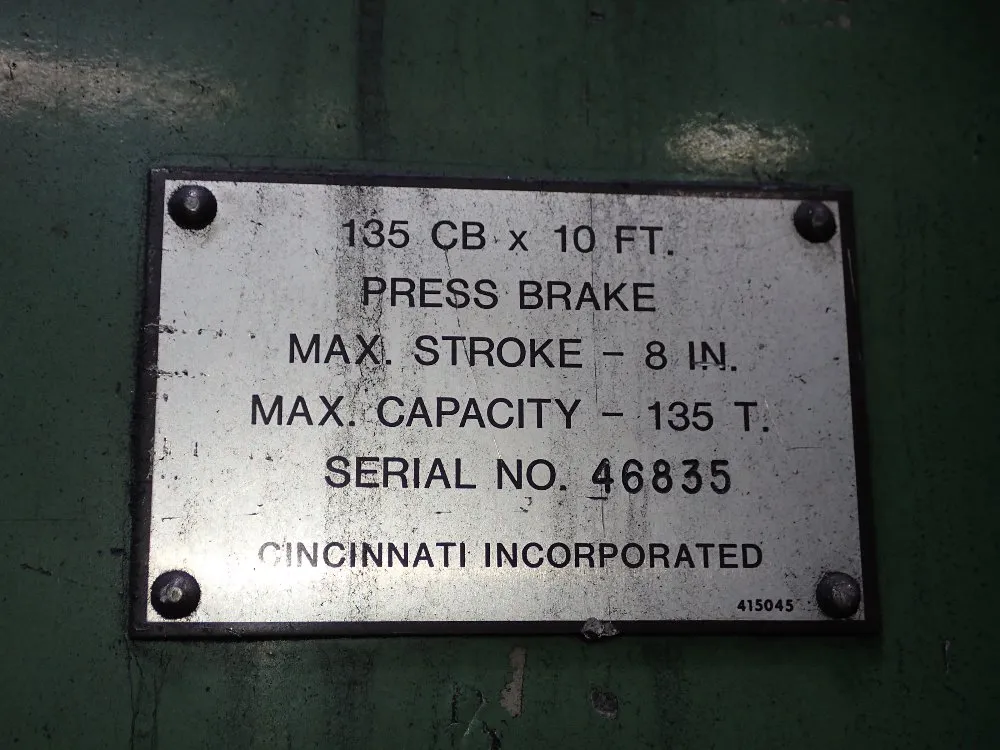 135 CB x 10 FT.
PRESS BRAKE
MAX. STROKE - 8 IN.
MAX. CAPACITY - 135 T.
SERIAL NO. 46835
CINCINNATI INCORPORATED
415045